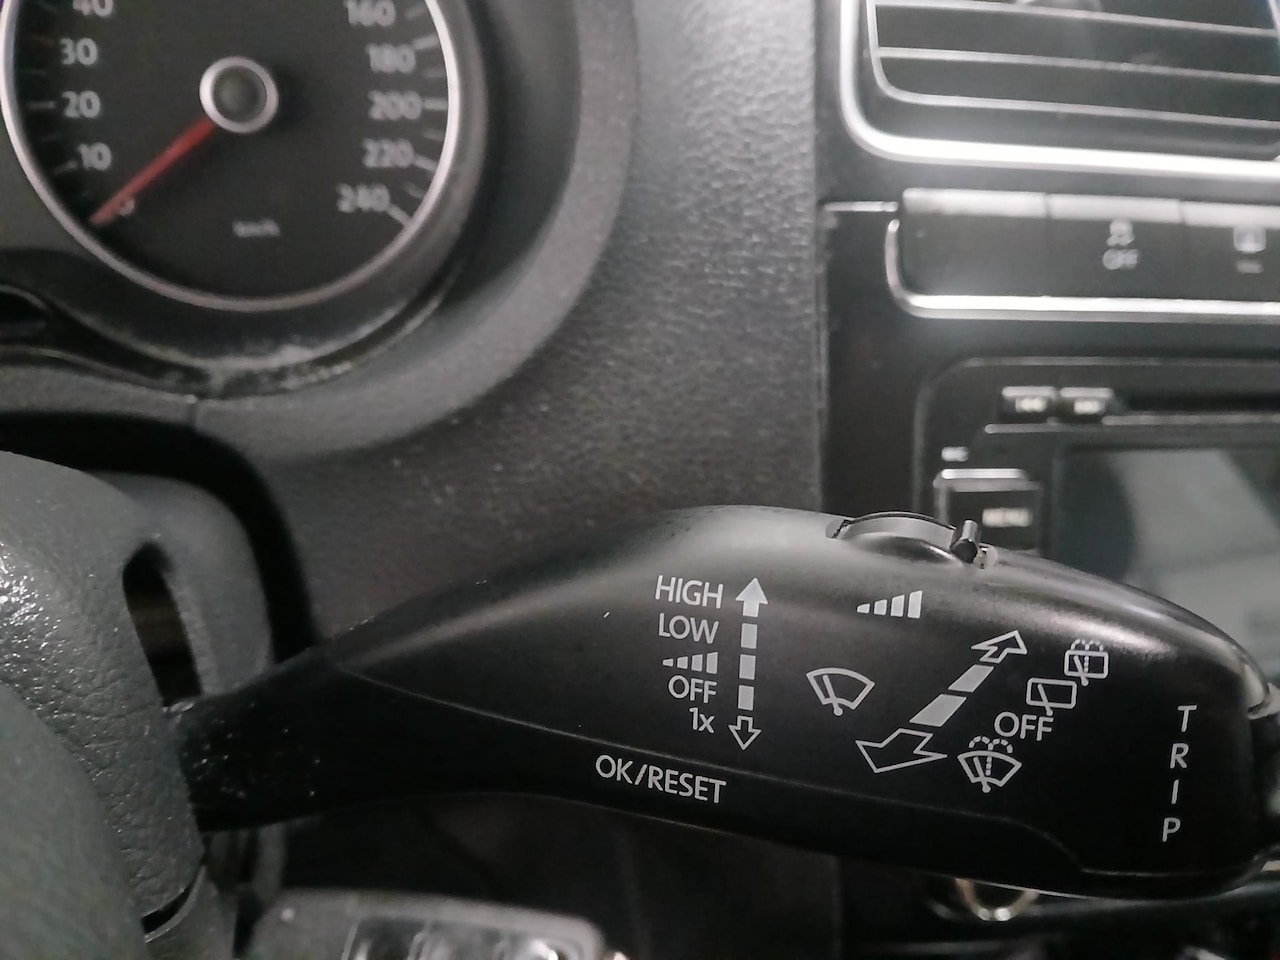 40
30
20
10
160
180
200
220
240
km/h
OFF
MENU
HIGH
LOW
OFF
1x
OK/RESET
OFF
T
R
I
P